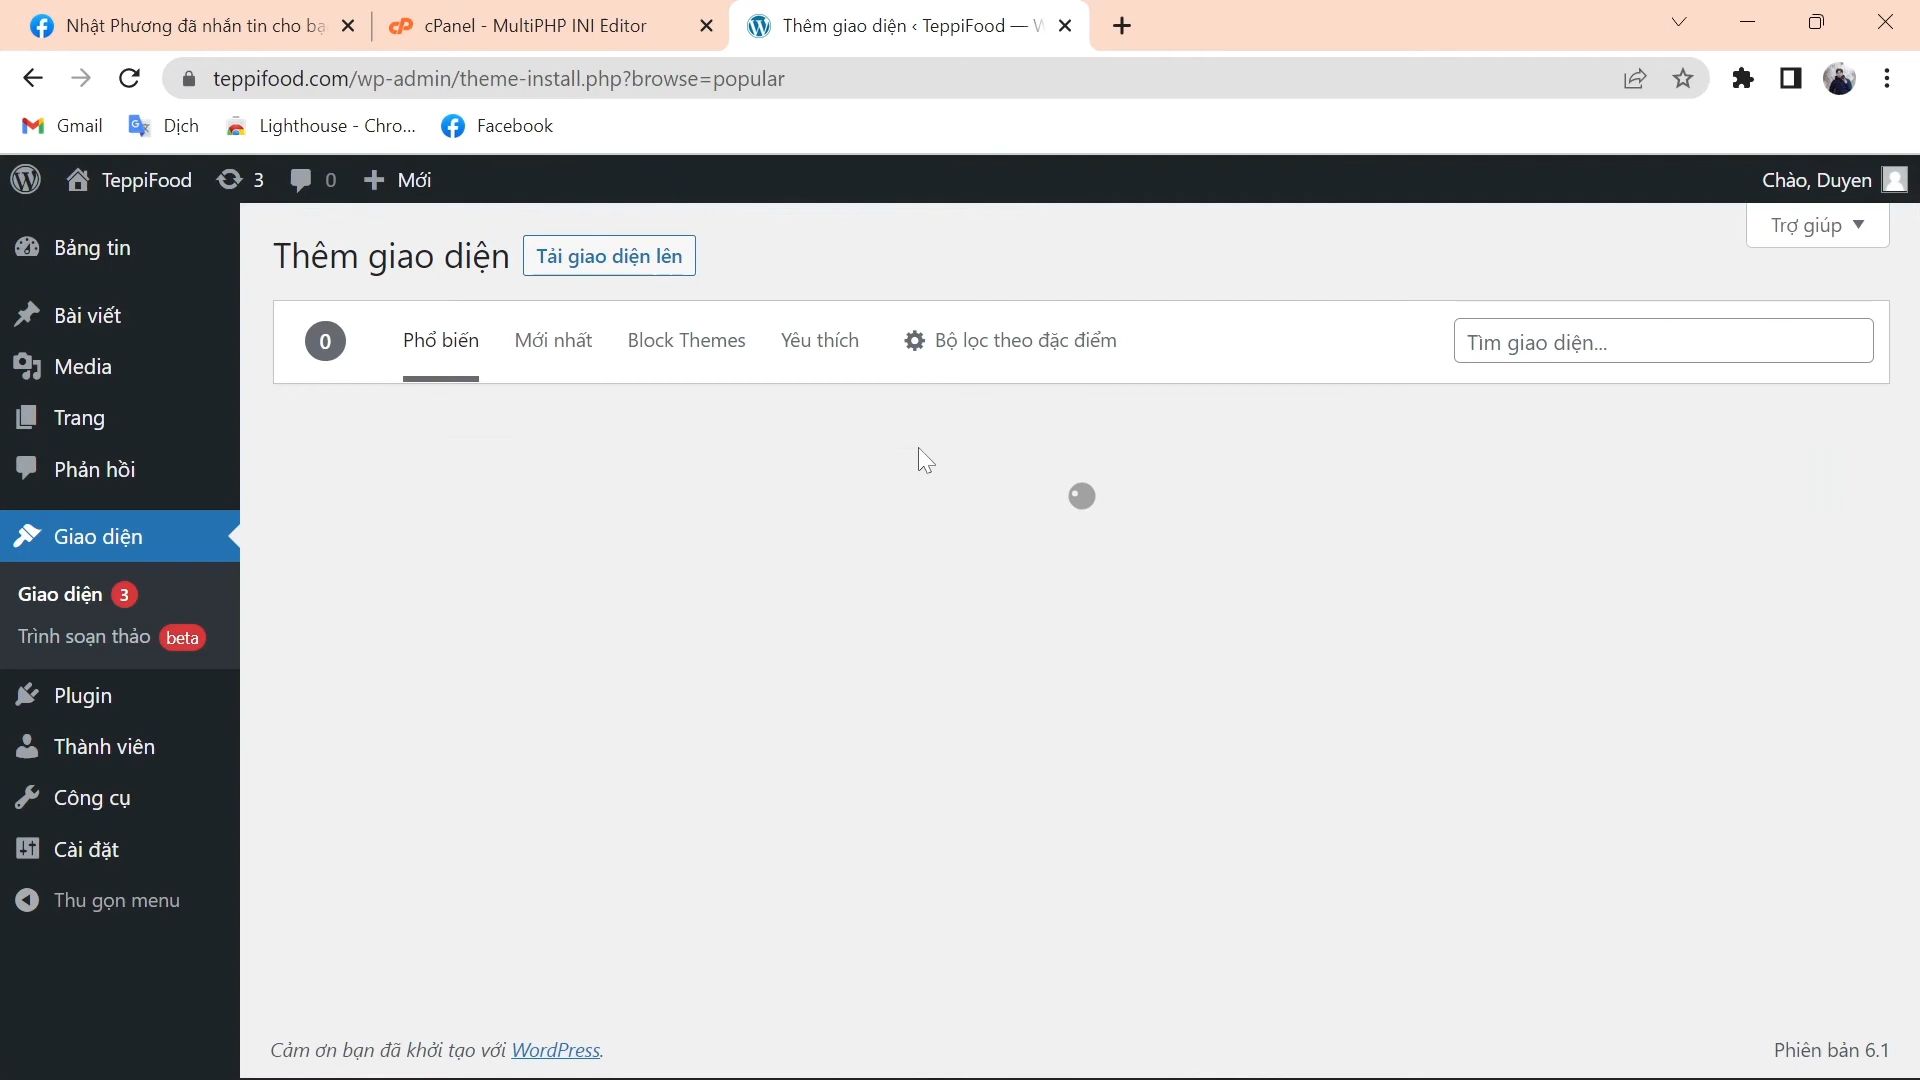 Nhật Phương đã nhắn tin cho bạ
cPanel - MultiPHP INI Editor
Thêm giao diện ‹ TeppiFood — W
teppifood.com/wp-admin/theme-install.php?browse=popular
Gmail
Dịch
Lighthouse - Chro...
Facebook
TeppiFood
3
0
Mới
Chào, Duyen
Bảng tin
Bài viết
Media
Trang
Phản hồi
Giao diện
Giao diện 3
Trình soạn thảo beta
Plugin
Thành viên
Công cụ
Cài đặt
Thu gọn menu
Trợ giúp
Thêm giao diện
Tải giao diện lên
0
Phổ biến
Mới nhất
Block Themes
Yêu thích
Bộ lọc theo đặc điểm
Tìm giao diện...
Cảm ơn bạn đã khởi tạo với WordPress.
Phiên bản 6.1